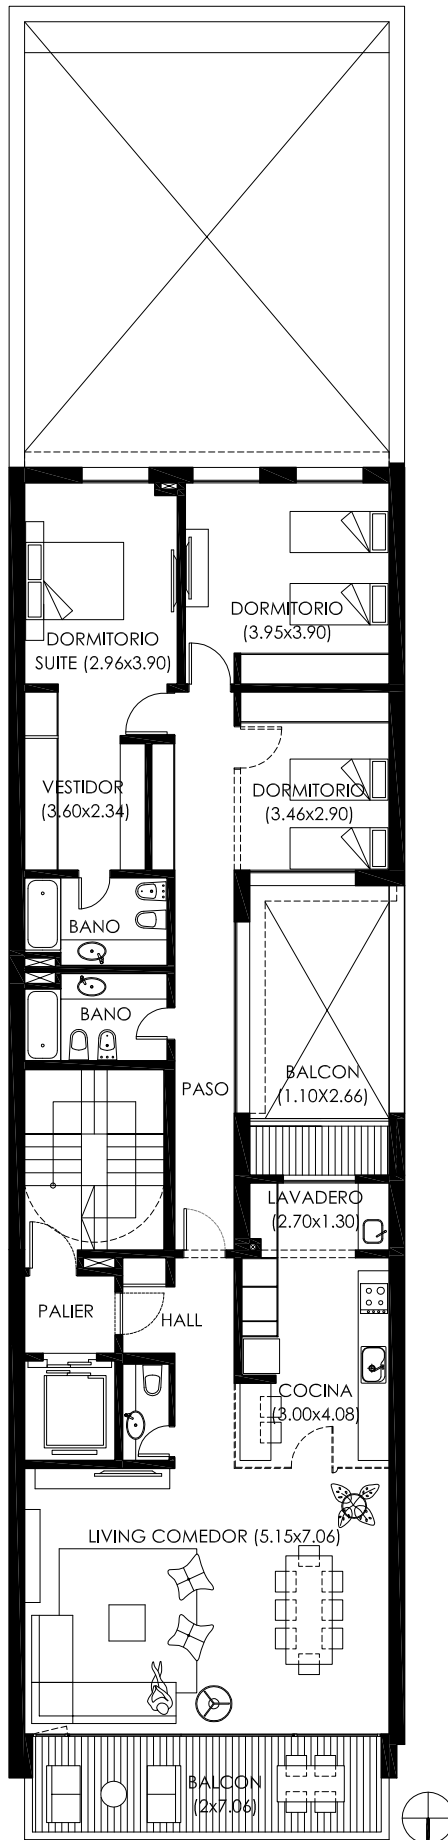 DORMITORIO
SUITE (2.96x3.90)
DORMITORIO
(3.95x3.90)
VESTIDOR
(3.60x2.34)
DORMITORIO
(3.46x2.90)
BANO
BANO
PASO
BALCON
(1.10X2.66)
LAVADERO
(2.70x1.30)
PALIER
HALL
COCINA
(3.00x4.08)
LIVING COMEDOR (5.15x7.06)
BALCON
(2x7.06)